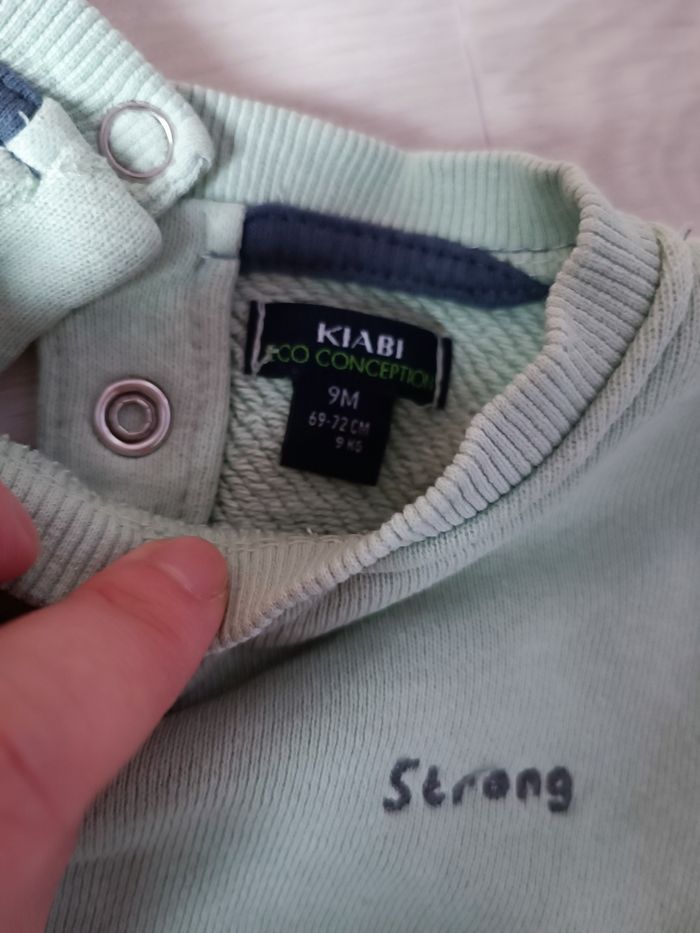 KIABI
ECO CONCEPTION
9M
69-72 CM
9 KG
Strong